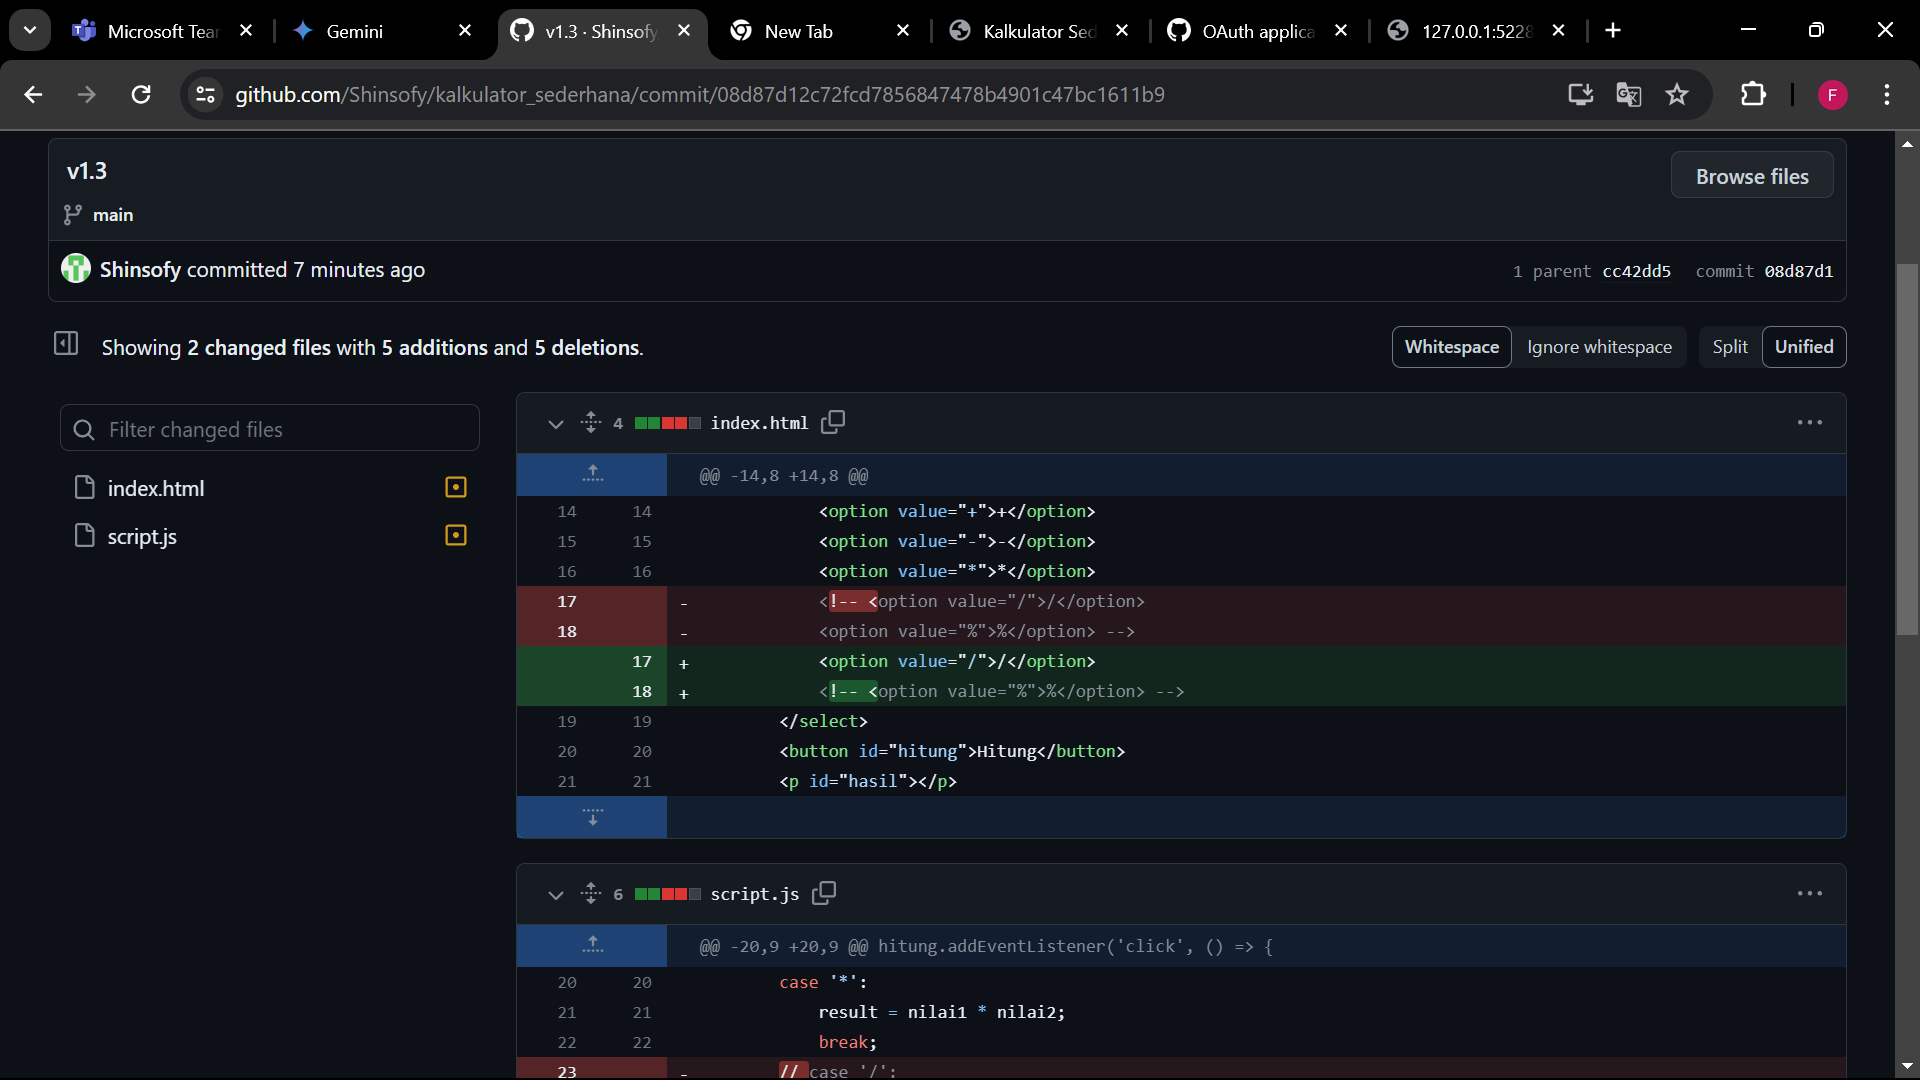 Microsoft Tea
Gemini
v1.3 · Shinsofy
New Tab
Kalkulator Sed
OAuth applica
127.0.0.1:5228
github.com/Shinsofy/kalkulator_sederhana/commit/08d87d12c72fcd7856847478b4901c47bc1611b9
F
v1.3
Browse files
main
Shinsofy committed 7 minutes ago
1 parent cc42dd5 commit 08d87d1
Showing 2 changed files with 5 additions and 5 deletions.
Whitespace Ignore whitespace Split Unified
Filter changed files
index.html
script.js
4 index.html
@@ -14,8 +14,8 @@
14 14 <option value="+">+</option>
15 15 <option value="-">-</option>
16 16 <option value="*">*</option>
17 - <!-- <option value="/">/</option>
18 - <option value="%">%</option> -->
17 + <option value="/">/</option>
18 + <!-- <option value="%">%</option> -->
19 19 </select>
20 20 <button id="hitung">Hitung</button>
21 21 <p id="hasil"></p>
6 script.js
@@ -20,9 +20,9 @@ hitung.addEventListener('click', () => {
20 20 case '*':
21 21 result = nilai1 * nilai2;
22 22 break;
23 - // case '/':